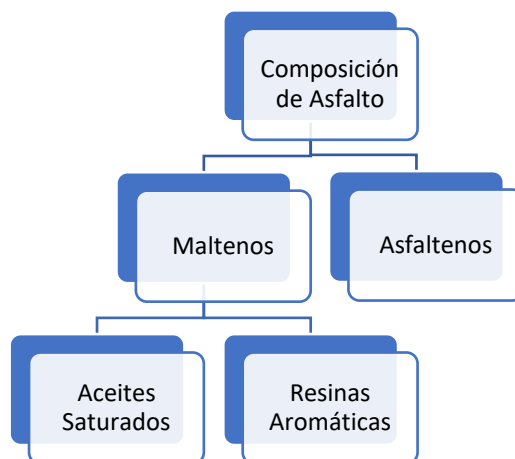 Composición
de Asfalto
Maltenos
Asfaltenos
Aceites
Saturados
Resinas
Aromáticas